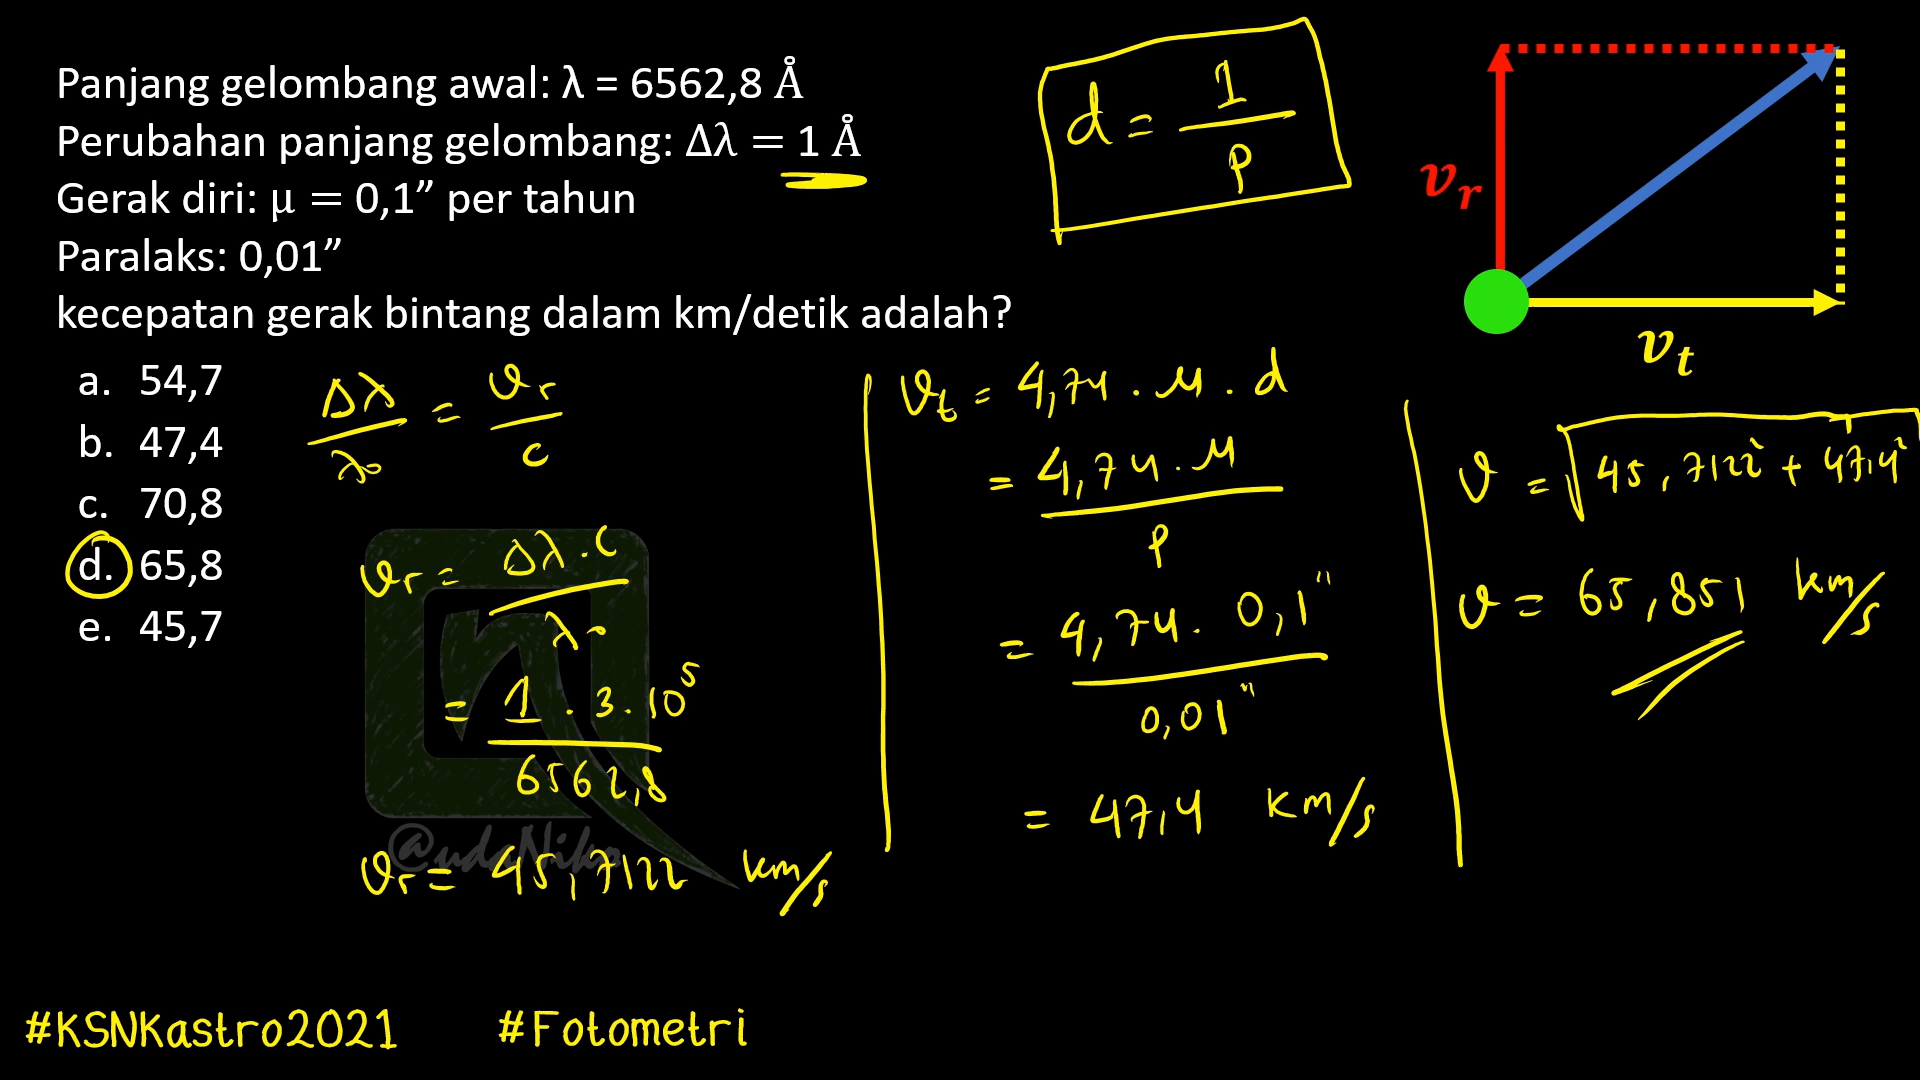 Panjang gelombang awal: λ = 6562,8 Å
Perubahan panjang gelombang: Δλ = 1 Å
Gerak diri: μ = 0,1” per tahun
Paralaks: 0,01”
kecepatan gerak bintang dalam km/detik adalah?
a. 54,7
b. 47,4
c. 70,8
d. 65,8
e. 45,7
d = 1/p
v_r
v_t
Δλ/λ₀ = v_r/c
v_r = Δλ . c/λ₀
= 1 . 3 . 10⁵/6562,8
v_r = 45,7122 km/s
v_t = 4,74 . μ . d
= 4,74 . μ/p
= 4,74 . 0,1"/0,01"
= 47,4 km/s
v = √45,7122² + 47,4²
v = 65,851 km/s
@udaNiko
#KSNKastro2021
#Fotometri